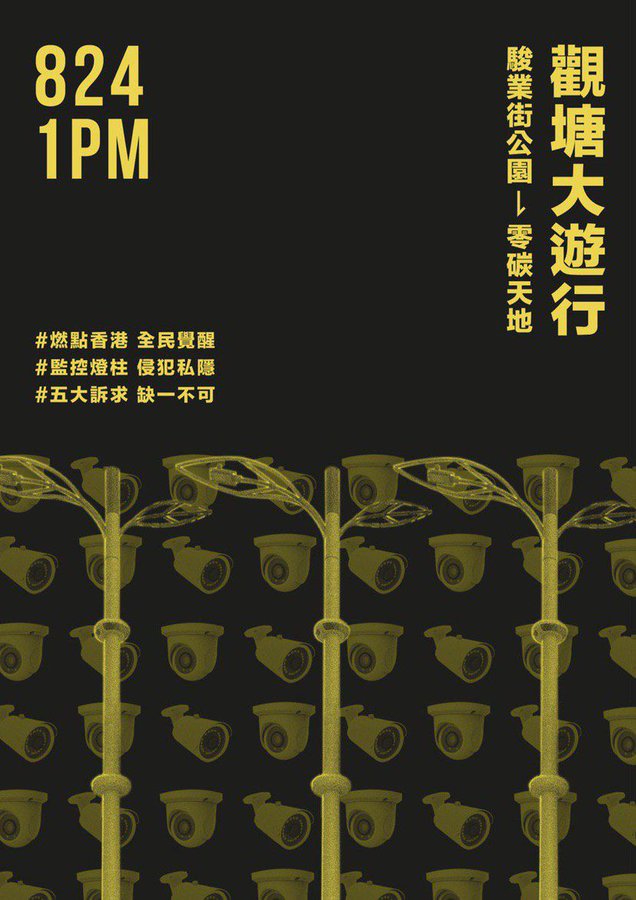 824
1PM
觀塘大遊行
駿業街公園⇀零碳天地
#燃點香港 全民覺醒
#監控燈柱 侵犯私隱
#五大訴求 缺一不可